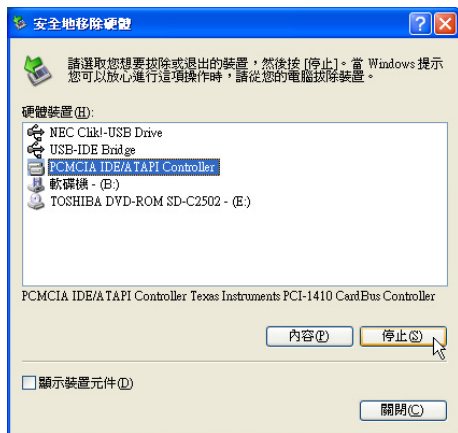 安全地移除硬體
請選取您想要拔除或退出的裝置，然後按 [停止]。當 Windows 提示
您可以放心進行這項操作時，請從您的電腦拔除裝置。
硬體裝置(H):
NEC Clik!-USB Drive
USB-IDE Bridge
PCMCIA IDE/ATAPI Controller
軟碟機 - (B:)
TOSHIBA DVD-ROM SD-C2502 - (E:)
PCMCIA IDE/ATAPI Controller Texas Instruments PCI-1410 CardBus Controller
內容(P) 停止(S)
顯示裝置元件(D)
關閉(C)